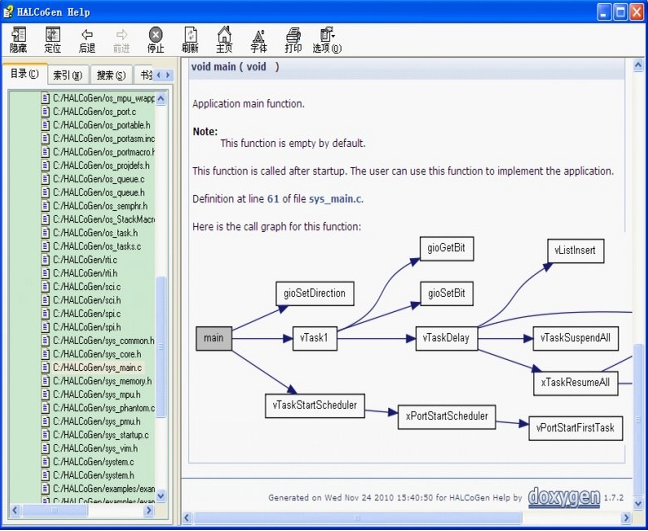 HALCoGen Help
隐藏 定位 后退 前进 停止 刷新 主页 字体 打印 选项(O)
目录(C) 索引(N) 搜索(S)
C:/HALCoGen/os_mpu_wrapp
C:/HALCoGen/os_port.c
C:/HALCoGen/os_portable.h
C:/HALCoGen/os_portasm.inc
C:/HALCoGen/os_portmacro.h
C:/HALCoGen/os_projdefs.h
C:/HALCoGen/os_queue.c
C:/HALCoGen/os_queue.h
C:/HALCoGen/os_semphr.h
C:/HALCoGen/os_StackMacro
C:/HALCoGen/os_task.h
C:/HALCoGen/os_tasks.c
C:/HALCoGen/rti.c
C:/HALCoGen/rti.h
C:/HALCoGen/sci.c
C:/HALCoGen/sci.h
C:/HALCoGen/spi.c
C:/HALCoGen/spi.h
C:/HALCoGen/sys_common.h
C:/HALCoGen/sys_core.h
C:/HALCoGen/sys_main.c
C:/HALCoGen/sys_memory.h
C:/HALCoGen/sys_mpu.h
C:/HALCoGen/sys_phantom.c
C:/HALCoGen/sys_pmu.h
C:/HALCoGen/sys_startup.c
C:/HALCoGen/sys_vim.h
C:/HALCoGen/system.c
C:/HALCoGen/system.h
C:/HALCoGen/examples/exam
void main ( void )
Application main function.
Note:
This function is empty by default.
This function is called after startup. The user can use this function to implement the application.
Definition at line 61 of file sys_main.c.
Here is the call graph for this function:
gioGetBit
vListInsert
gioSetDirection
gioSetBit
main
vTask1
vTaskDelay
vTaskSuspendAll
xTaskResumeAll
vTaskStartScheduler
xPortStartScheduler
vPortStartFirstTask
Generated on Wed Nov 24 2010 15:40:50 for HALCoGen Help by doxygen 1.7.2